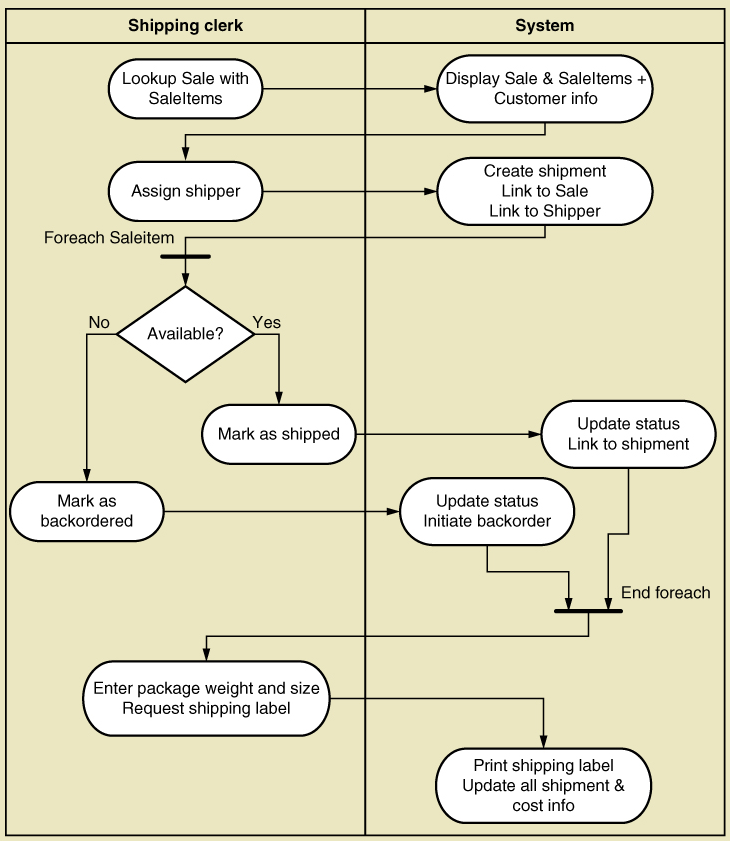 Shipping clerk
System
Lookup Sale with
SaleItems
Display Sale & SaleItems +
Customer info
Assign shipper
Create shipment
Link to Sale
Link to Shipper
Foreach Saleitem
No
Available?
Yes
Mark as shipped
Update status
Link to shipment
Mark as
backordered
Update status
Initiate backorder
End foreach
Enter package weight and size
Request shipping label
Print shipping label
Update all shipment &
cost info